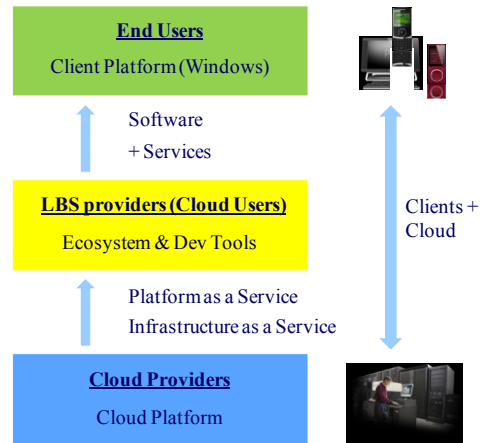 End Users
Client Platform (Windows)
Software
+ Services
LBS providers (Cloud Users)
Ecosystem & Dev Tools
Clients +
Cloud
Platform as a Service
Infrastructure as a Service
Cloud Providers
Cloud Platform